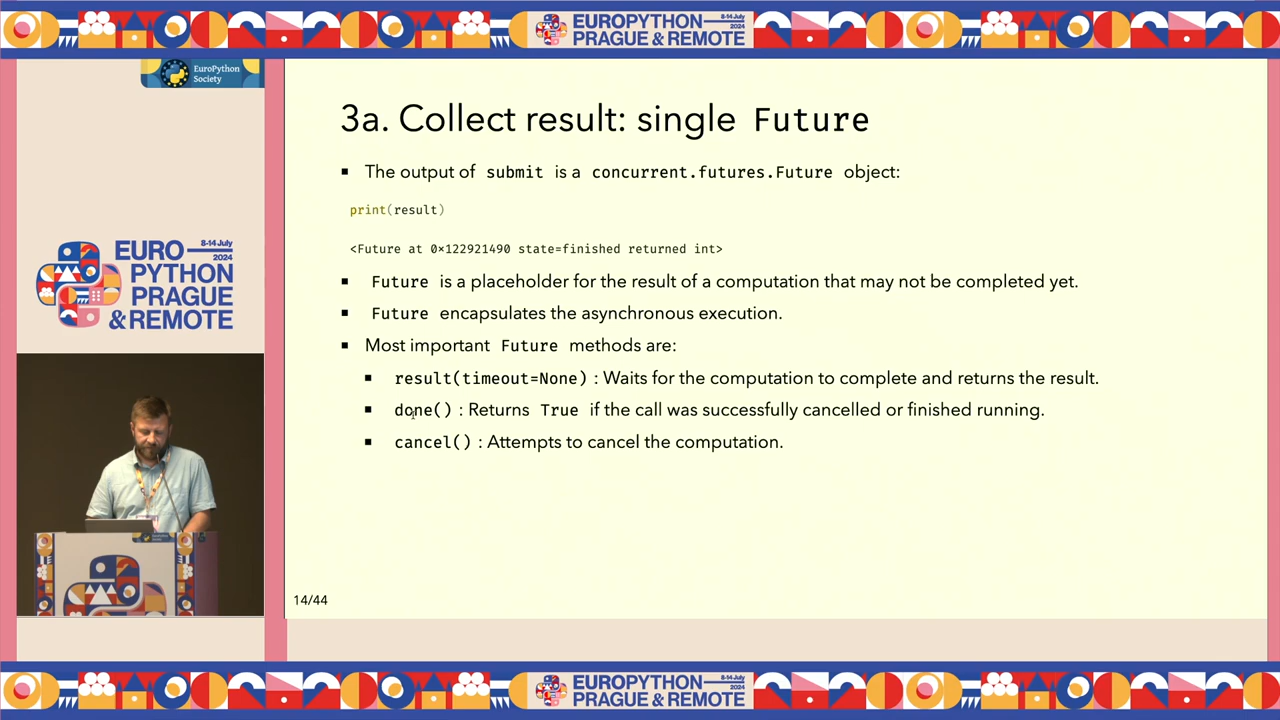 EUROPYTHON
8-14 July
2024
PRAGUE & REMOTE
EuroPython
Society
3a. Collect result: single Future
▪ The output of submit is a concurrent.futures.Future object:
print(result)
<Future at 0×122921490 state=finished returned int>
▪ Future is a placeholder for the result of a computation that may not be completed yet.
▪ Future encapsulates the asynchronous execution.
▪ Most important Future methods are:
▪ result(timeout=None) : Waits for the computation to complete and returns the result.
▪ done() : Returns True if the call was successfully cancelled or finished running.
▪ cancel() : Attempts to cancel the computation.
14/44
EURO
8-14 July
2024
PYTHON
PRAGUE
& REMOTE
EUROPYTHON
8-14 July
2024
PRAGUE & REMOTE